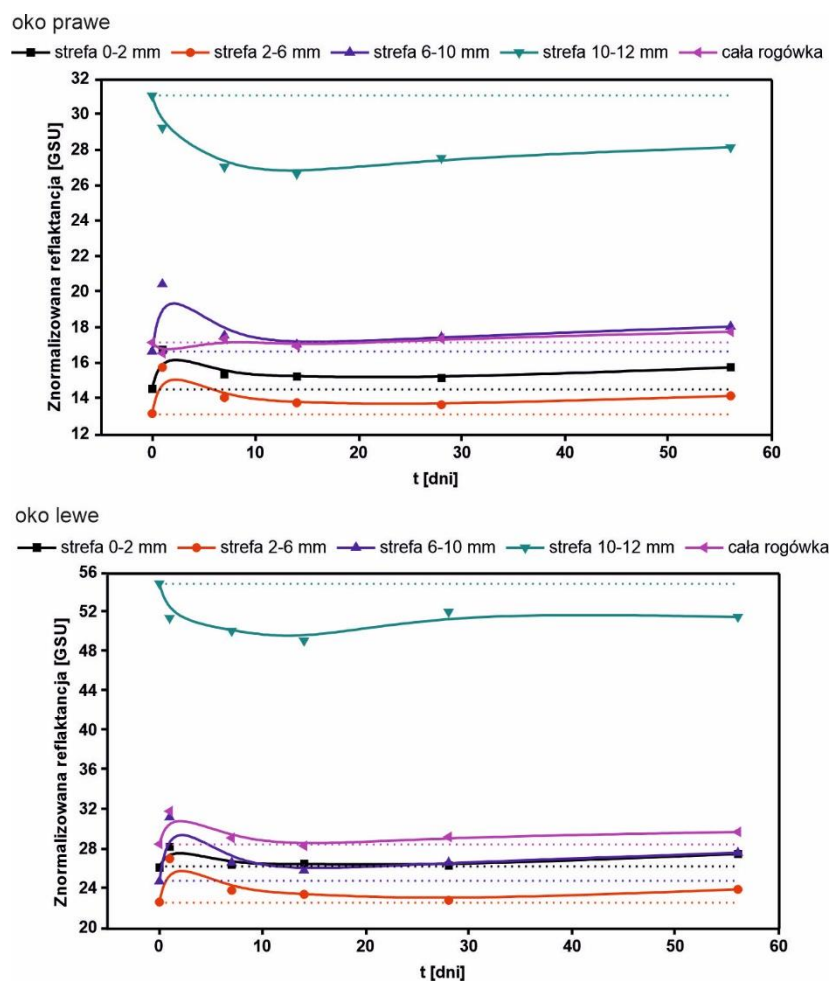 oko prawe
strefa 0-2 mm strefa 2-6 mm strefa 6-10 mm strefa 10-12 mm cała rogówka
32
30
28
26
24
22
20
18
16
14
12
Znormalizowana reflaktancja [GSU]
0 10 20 30 40 50 60
t [dni]
oko lewe
strefa 0-2 mm strefa 2-6 mm strefa 6-10 mm strefa 10-12 mm cała rogówka
56
52
48
44
40
36
32
28
24
20
Znormalizowana reflaktancja [GSU]
0 10 20 30 40 50 60
t [dni]